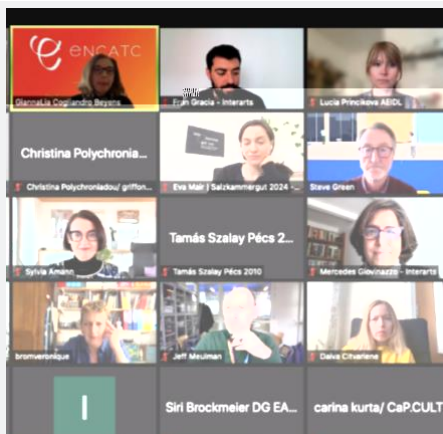 encatc
GiannaLia Cogliandro Beyens
Fran Gracia - Interarts
Lucia Princikova AEIDL
Christina Polychronia...
Christina Polychroniadou/ griffon...
Eva Mair | Salzkammergut 2024 -...
Steve Green
Sylvia Amann
Tamás Szalay Pécs 2...
Tamás Szalay Pécs 2010
Mercedes Giovinazzo - Interarts
bromveronique
Jeff Meulman
Daiva Citvariene
I
Siri Brockmeier DG EA...
carina kurta/ CaP.CULT